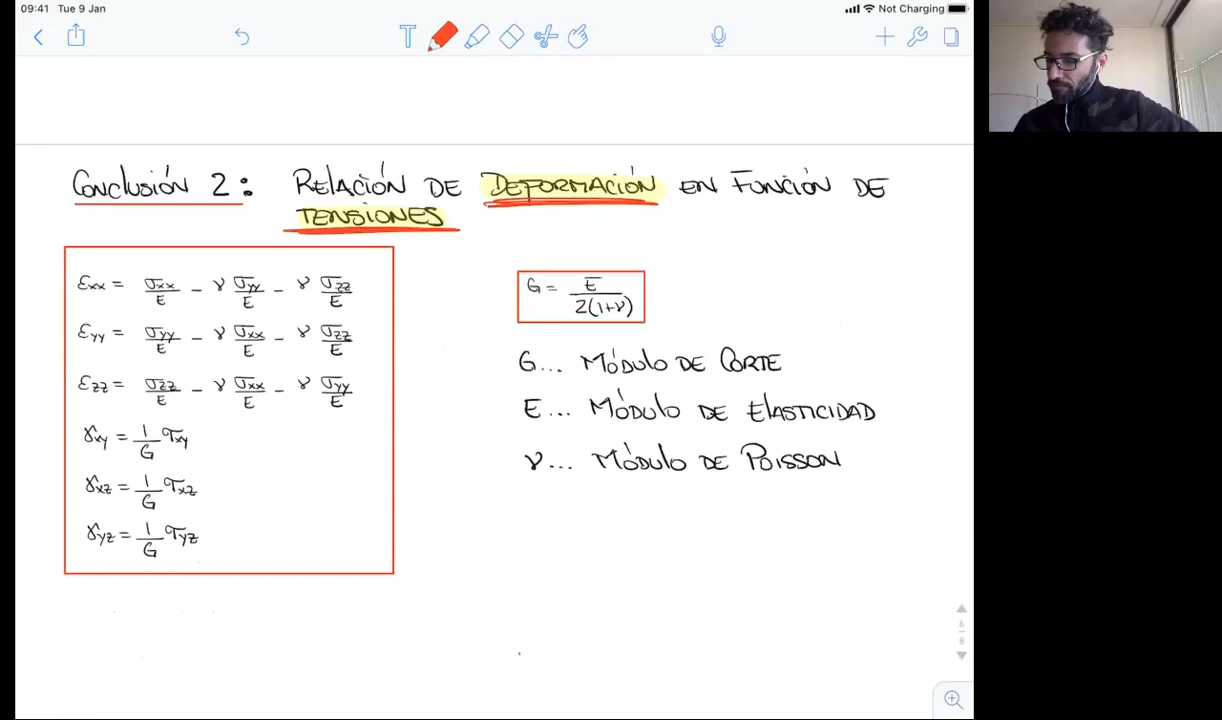 09:41 Tue 9 Jan
Not Charging
T
Conclusión 2: Relación de Deformación en Función de
Tensiones
εxx = σxx/E - ν σyy/E - ν σzz/E
εyy = σyy/E - ν σxx/E - ν σzz/E
εzz = σzz/E - ν σxx/E - ν σyy/E
γxy = 1/G τxy
γxz = 1/G τxz
γyz = 1/G τyz
G = E/2(1+ν)
G... Módulo de Corte
E... Módulo de Elasticidad
ν... Módulo de Poisson
6
8